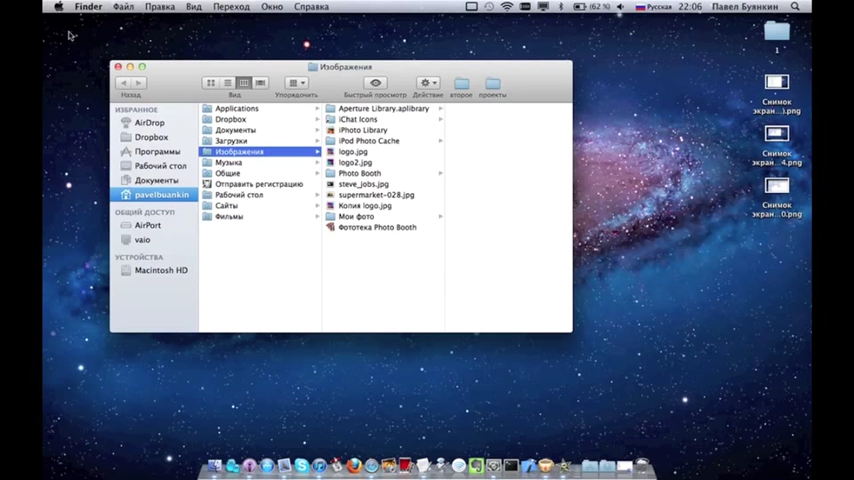 Finder Файл Правка Вид Переход Окно Справка (62 %) Русская 22:06 Павел Буянкин
Изображения
Назад Вид Упорядочить Быстрый просмотр Действие второе проекты
ИЗБРАННОЕ
AirDrop
Dropbox
Программы
Рабочий стол
Документы
pavelbuankin
ОБЩИЙ ДОСТУП
AirPort
vaio
УСТРОЙСТВА
Macintosh HD
Applications
Dropbox
Документы
Загрузки
Изображения
Музыка
Общие
Отправить регистрацию
Рабочий стол
Сайты
Фильмы
Aperture Library.aplibrary
iChat Icons
iPhoto Library
iPod Photo Cache
logo.jpg
logo2.jpg
Photo Booth
steve_jobs.jpg
supermarket-028.jpg
Копия logo.jpg
Мои фото
Фототека Photo Booth
1
Снимок
экран...).png
Снимок
экран...4.png
Снимок
экран...0.png